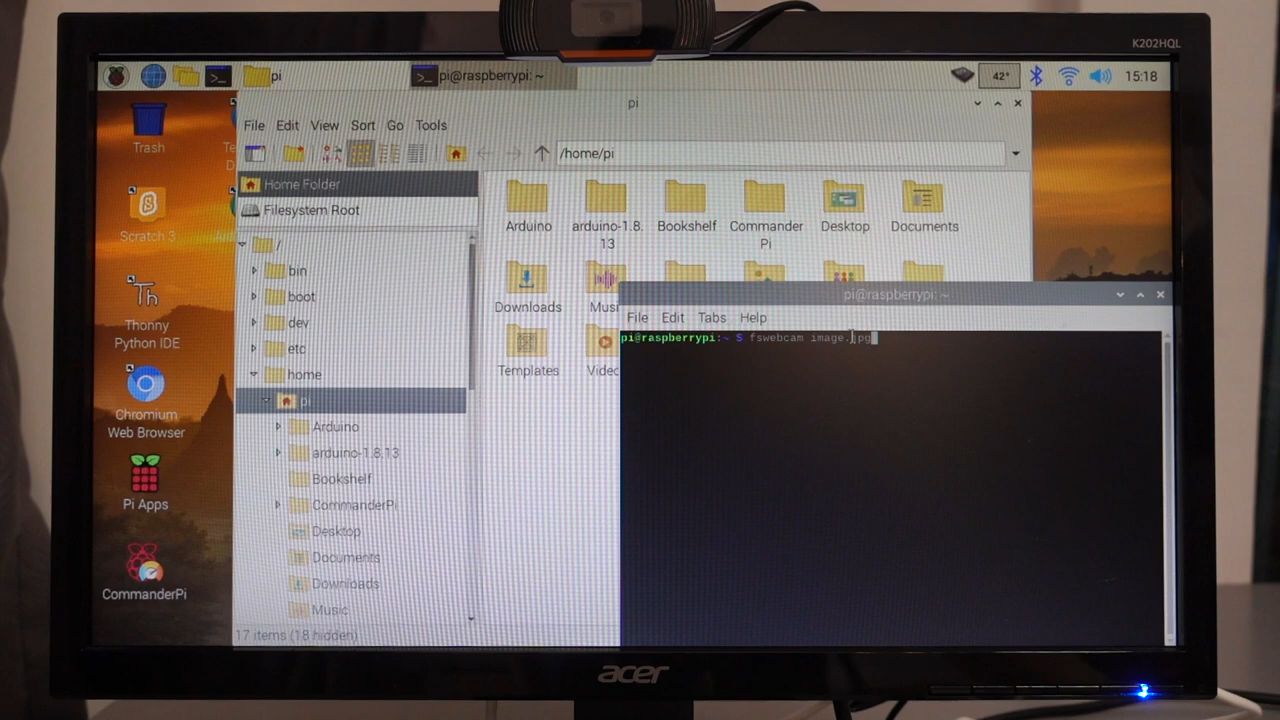 K202HQL
pi
pi@raspberrypi: ~
42°
15:18
pi
Trash
Scratch 3
Thonny
Python IDE
Chromium
Web Browser
Pi Apps
CommanderPi
File Edit View Sort Go Tools
/home/pi
Home Folder
Filesystem Root
/
bin
boot
dev
etc
home
pi
Arduino
arduino-1.8.13
Bookshelf
CommanderPi
Desktop
Documents
Downloads
Music
17 items (18 hidden)
Arduino
arduino-1.8.
13
Bookshelf
Commander
Pi
Desktop
Documents
Downloads
Templates
pi@raspberrypi: ~
File Edit Tabs Help
pi@raspberrypi:~ $ fswebcam image.jpg
acer